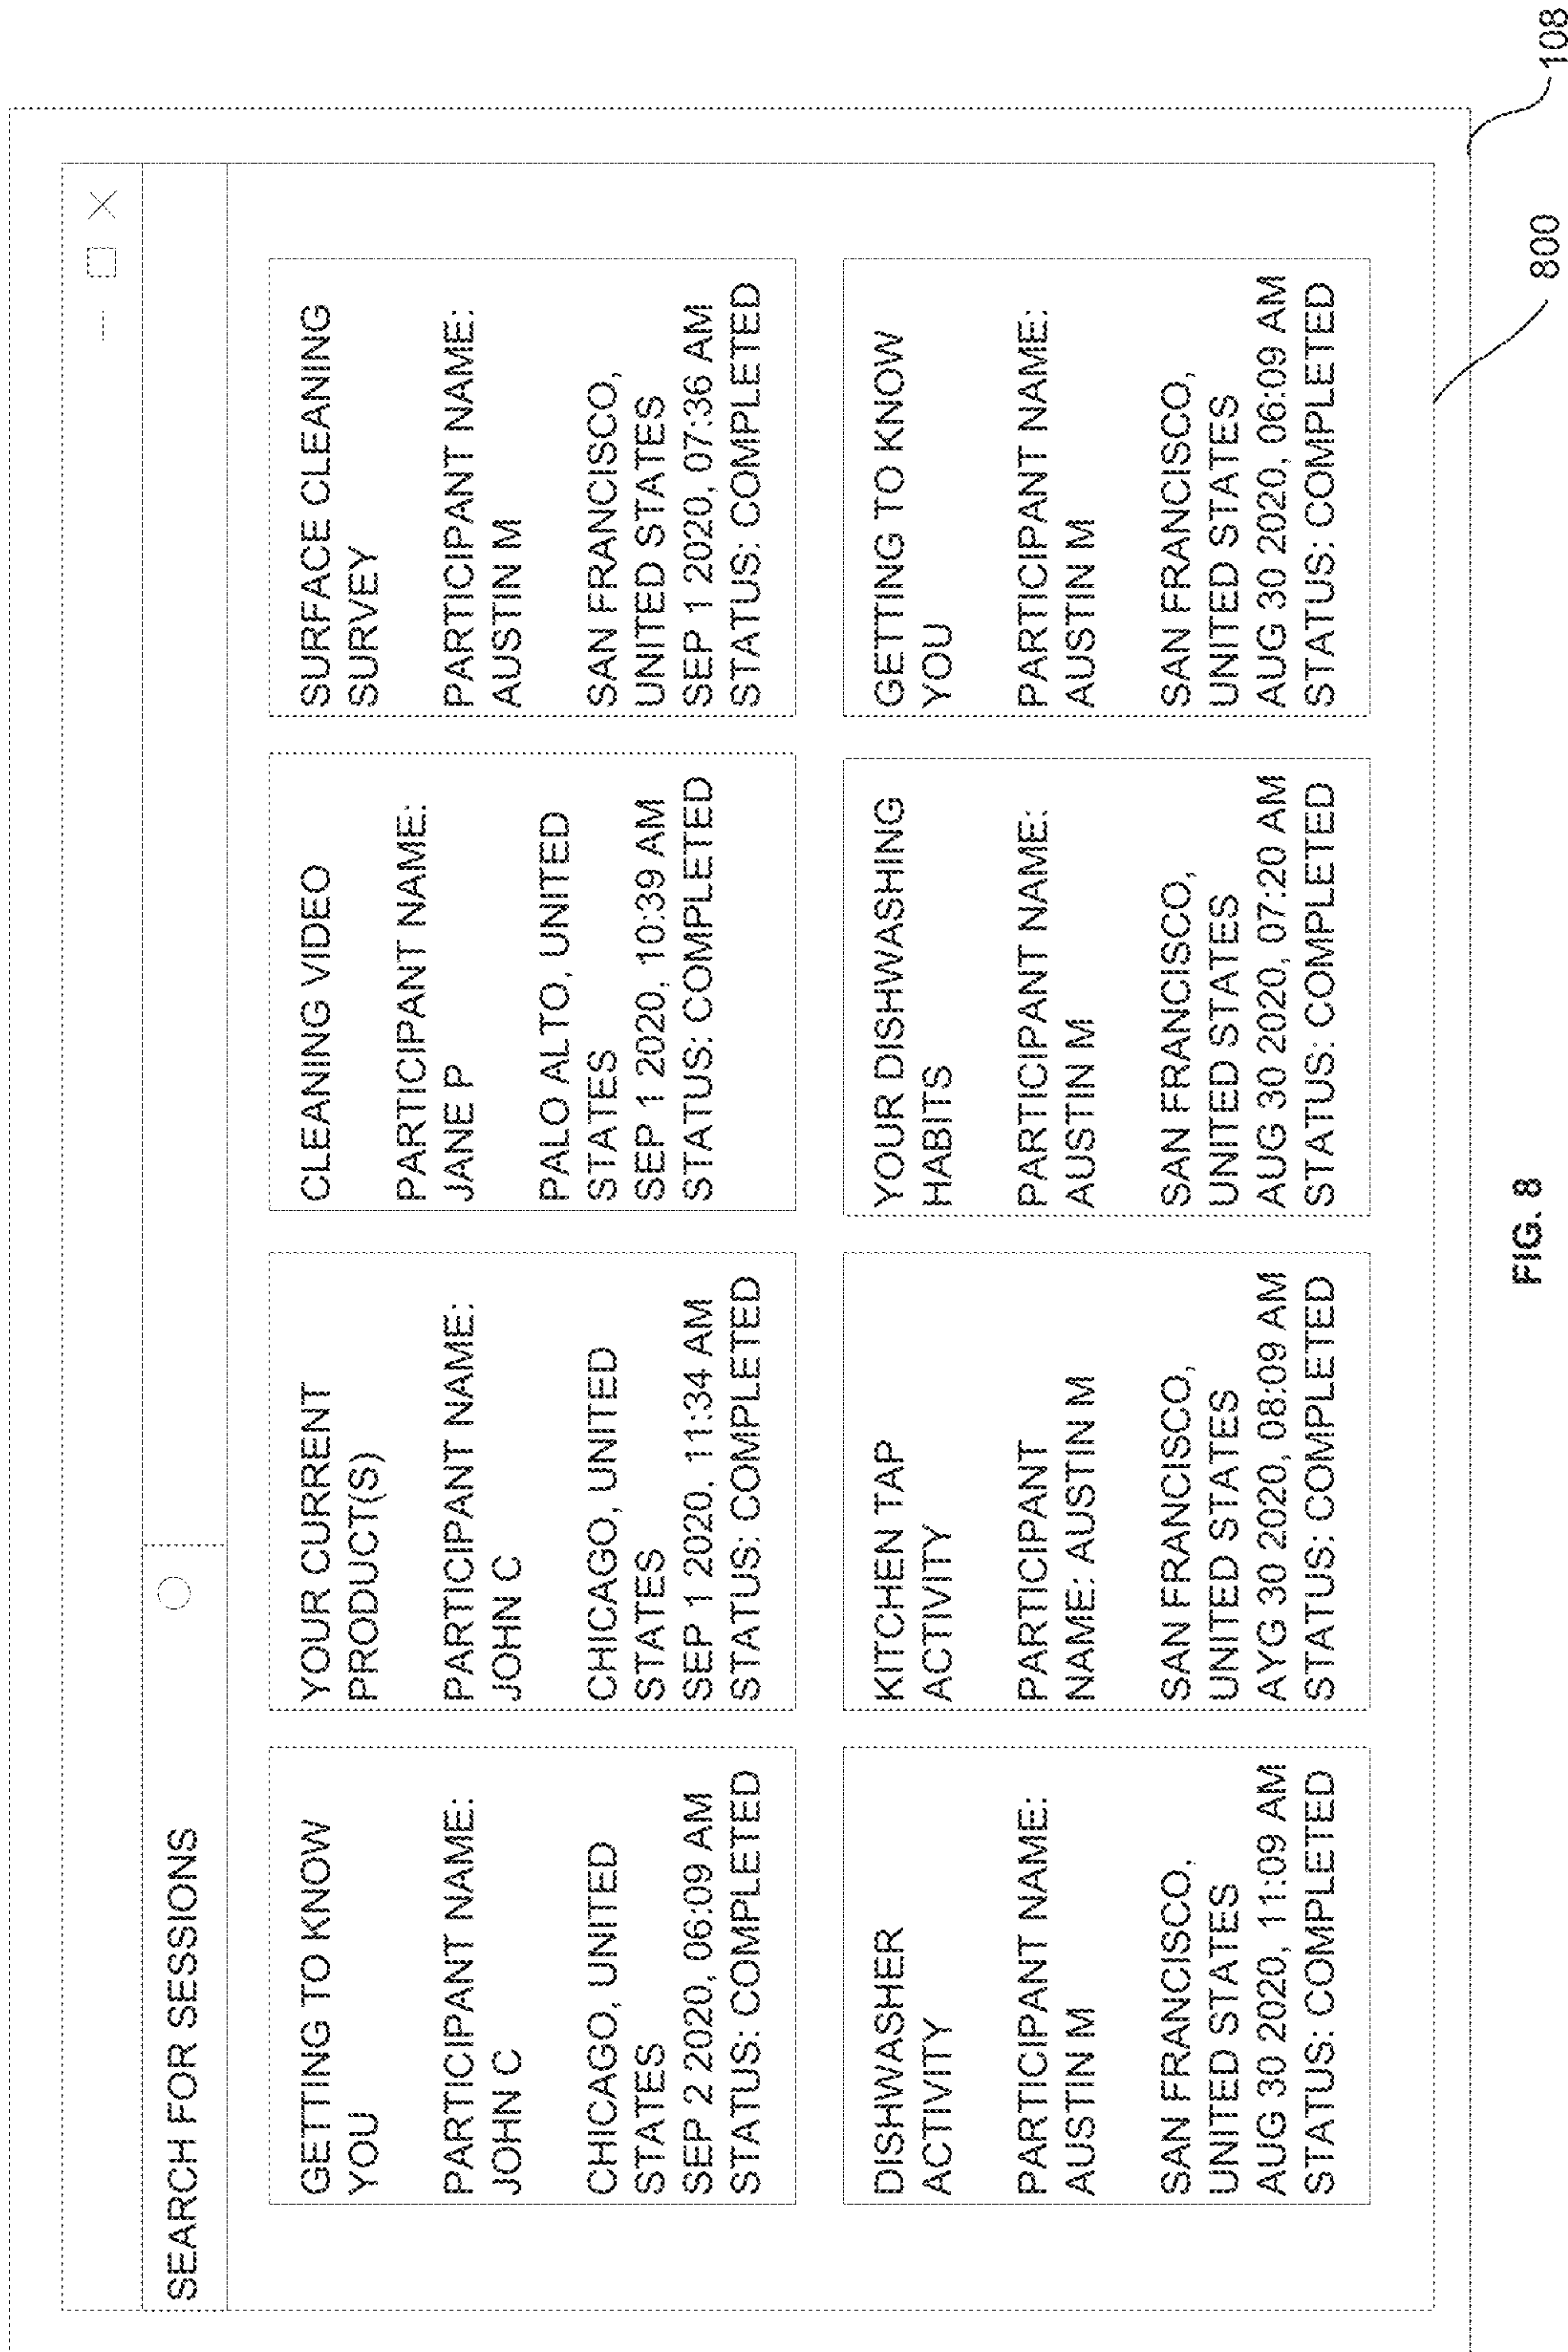 SEARCH FOR SESSIONS
GETTING TO KNOW
YOU
PARTICIPANT NAME:
JOHN C
CHICAGO, UNITED
STATES
SEP 2 2020, 06:09 AM
STATUS: COMPLETED
YOUR CURRENT
PRODUCT(S)
PARTICIPANT NAME:
JOHN C
CHICAGO, UNITED
STATES
SEP 1 2020, 11:34 AM
STATUS: COMPLETED
CLEANING VIDEO
PARTICIPANT NAME:
JANE P
PALO ALTO, UNITED
STATES
SEP 1 2020, 10:39 AM
STATUS: COMPLETED
SURFACE CLEANING
SURVEY
PARTICIPANT NAME:
AUSTIN M
SAN FRANCISCO,
UNITED STATES
SEP 1 2020, 07:36 AM
STATUS: COMPLETED
DISHWASHER
ACTIVITY
PARTICIPANT NAME:
AUSTIN M
SAN FRANCISCO,
UNITED STATES
AUG 30 2020, 11:09 AM
STATUS: COMPLETED
KITCHEN TAP
ACTIVITY
PARTICIPANT
NAME: AUSTIN M
SAN FRANCISCO,
UNITED STATES
AYG 30 2020, 08:09 AM
STATUS: COMPLETED
YOUR DISHWASHING
HABITS
PARTICIPANT NAME:
AUSTIN M
SAN FRANCISCO,
UNITED STATES
AUG 30 2020, 07:20 AM
STATUS: COMPLETED
GETTING TO KNOW
YOU
PARTICIPANT NAME:
AUSTIN M
SAN FRANCISCO,
UNITED STATES
AUG 30 2020, 06:09 AM
STATUS: COMPLETED
800
108
FIG. 8